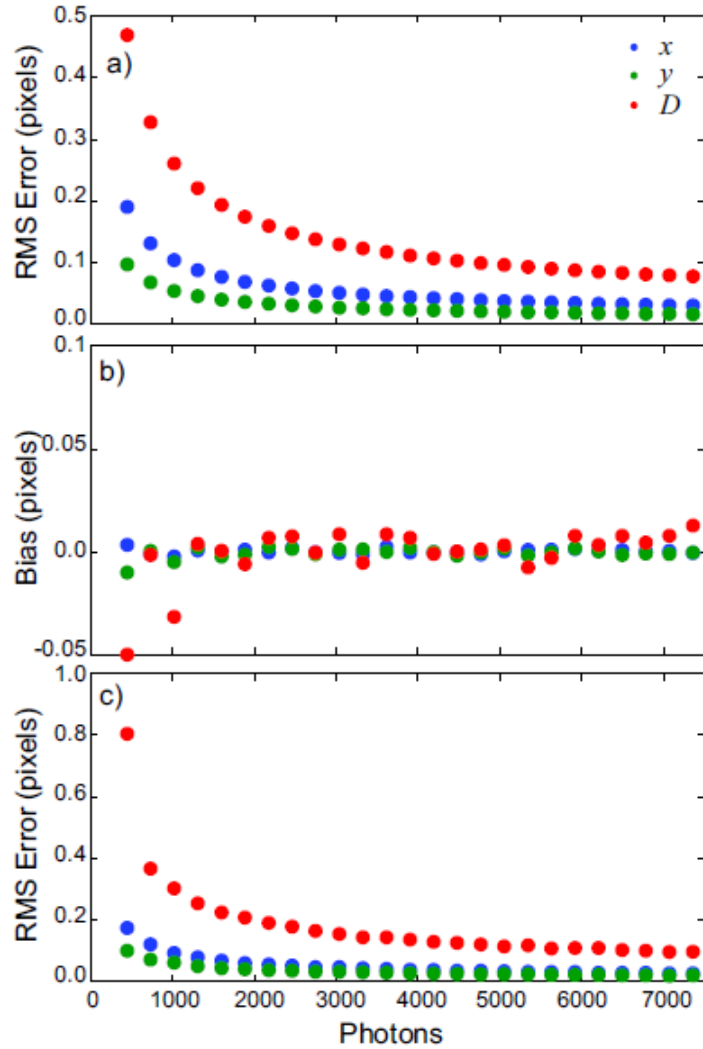 0.5
a)
x
y
D
0.4
0.3
0.2
0.1
0.0
RMS Error (pixels)
0.1
b)
0.05
0.0
-0.05
Bias (pixels)
1.0
c)
0.8
0.6
0.4
0.2
0.0
RMS Error (pixels)
0 1000 2000 3000 4000 5000 6000 7000
Photons